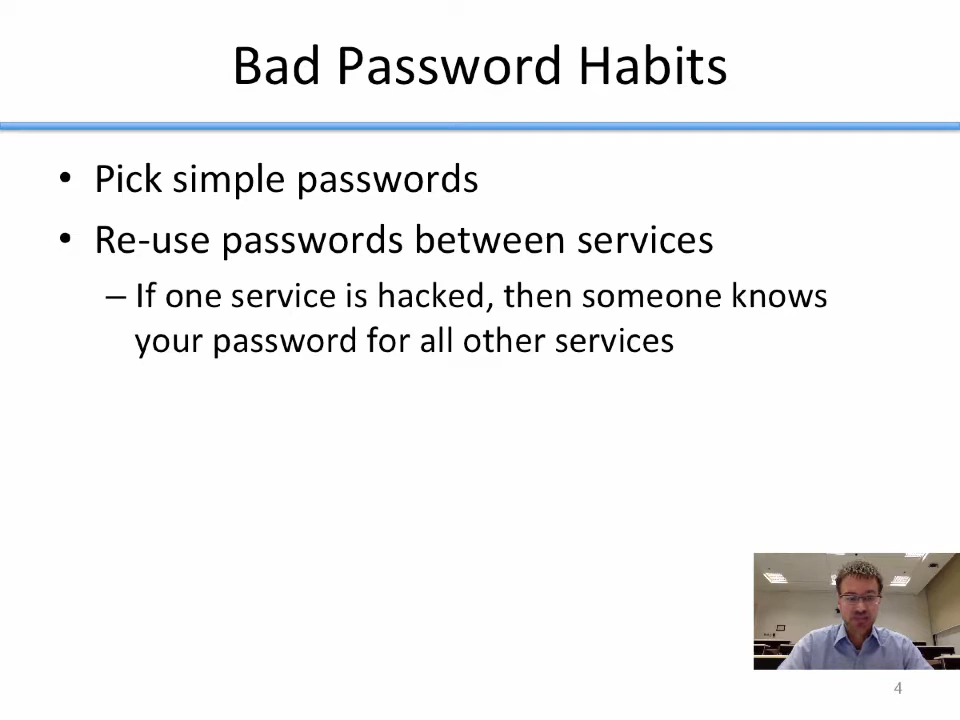 Bad Password Habits
• Pick simple passwords
• Re-use passwords between services
– If one service is hacked, then someone knows
your password for all other services
4